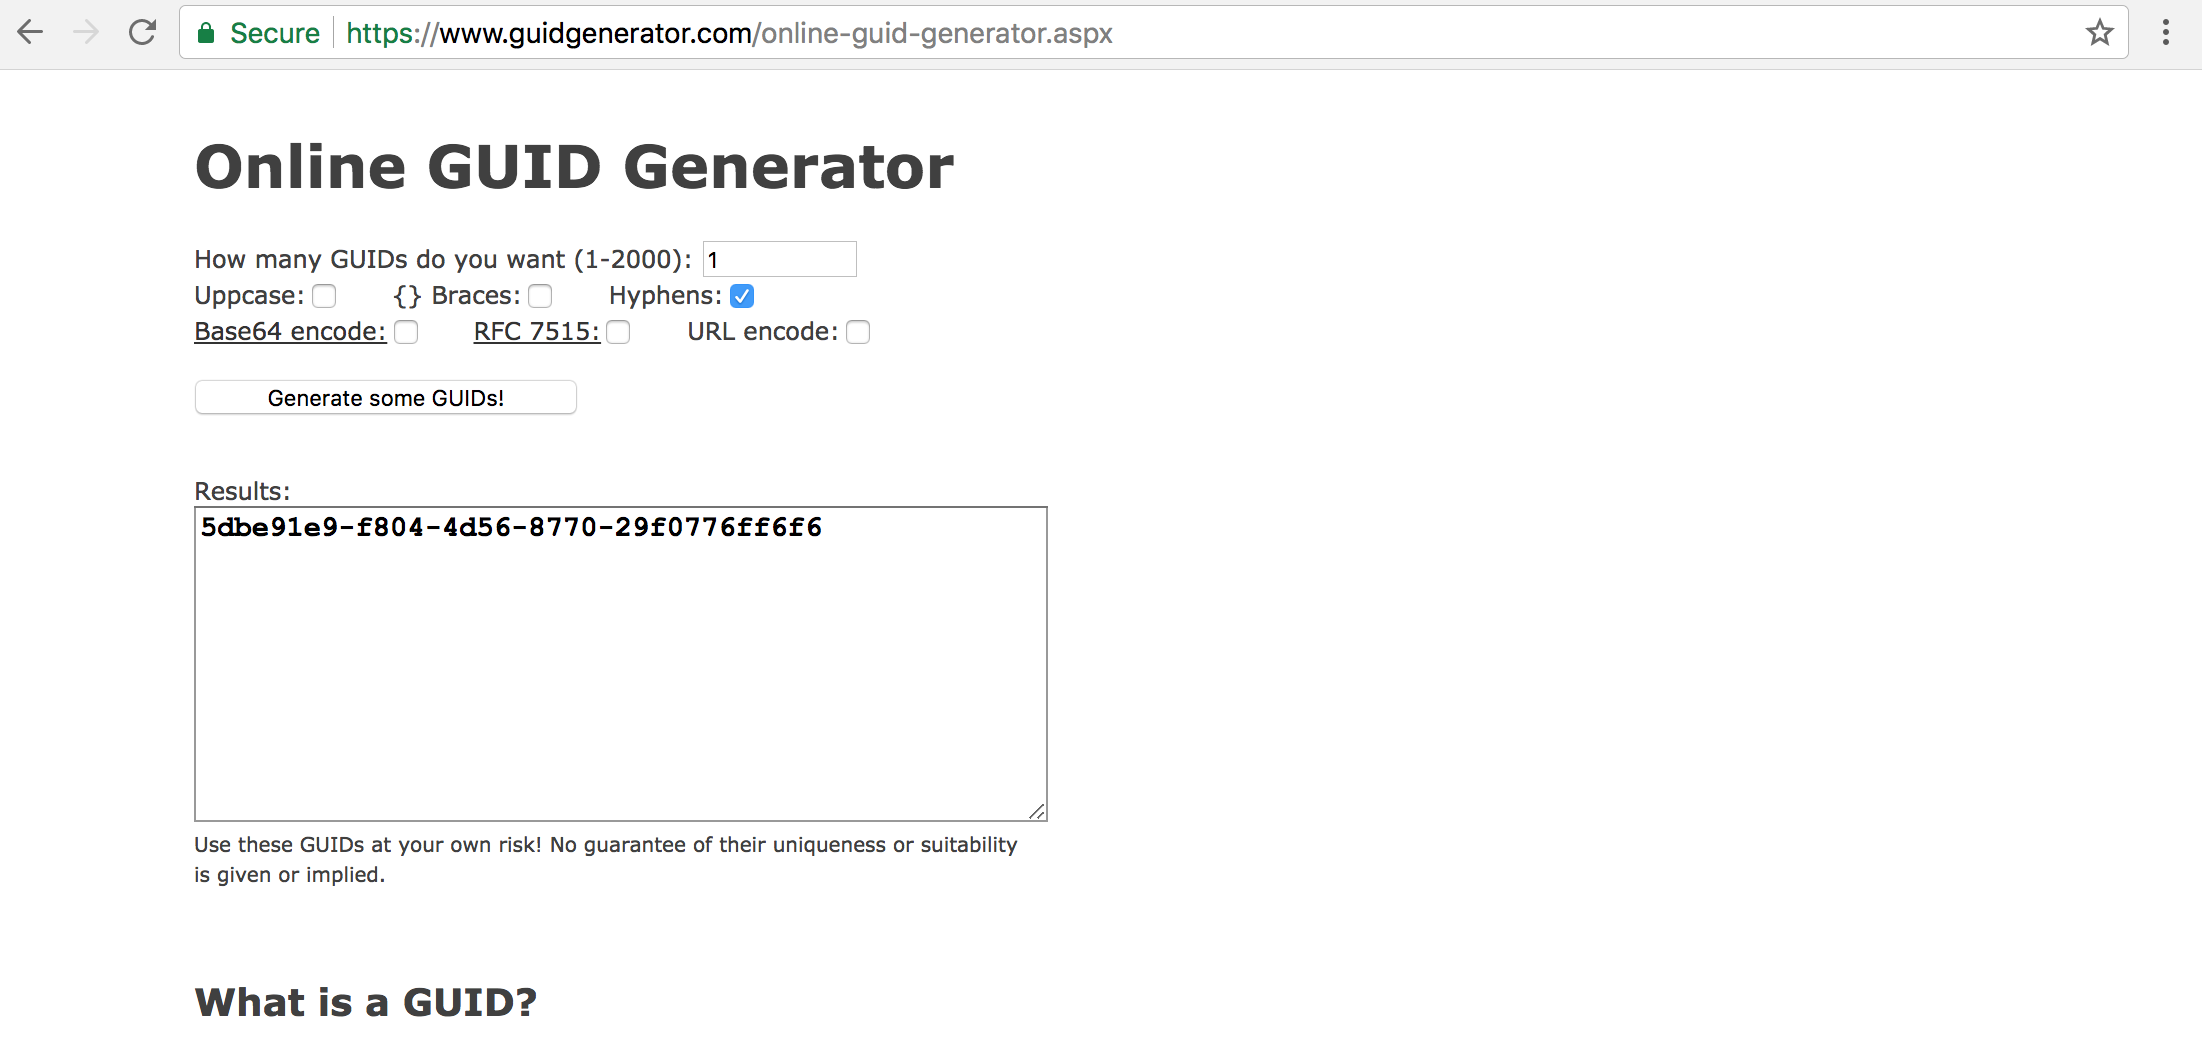 Secure https://www.guidgenerator.com/online-guid-generator.aspx
Online GUID Generator
How many GUIDs do you want (1-2000): 1
Uppcase: {} Braces: Hyphens:
Base64 encode: RFC 7515: URL encode:
Generate some GUIDs!
Results:
5dbe91e9-f804-4d56-8770-29f0776ff6f6
Use these GUIDs at your own risk! No guarantee of their uniqueness or suitability
is given or implied.
What is a GUID?